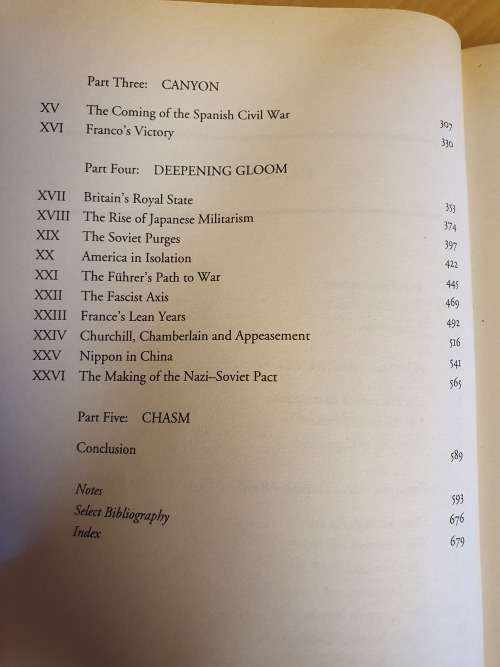 Part Three: CANYON
XV The Coming of the Spanish Civil War 307
XVI Franco's Victory 330
Part Four: DEEPENING GLOOM
XVII Britain's Royal State 353
XVIII The Rise of Japanese Militarism 374
XIX The Soviet Purges 397
XX America in Isolation 422
XXI The Führer's Path to War 445
XXII The Fascist Axis 469
XXIII France's Lean Years 492
XXIV Churchill, Chamberlain and Appeasement 516
XXV Nippon in China 541
XXVI The Making of the Nazi–Soviet Pact 565
Part Five: CHASM
Conclusion 589
Notes 593
Select Bibliography 676
Index 679